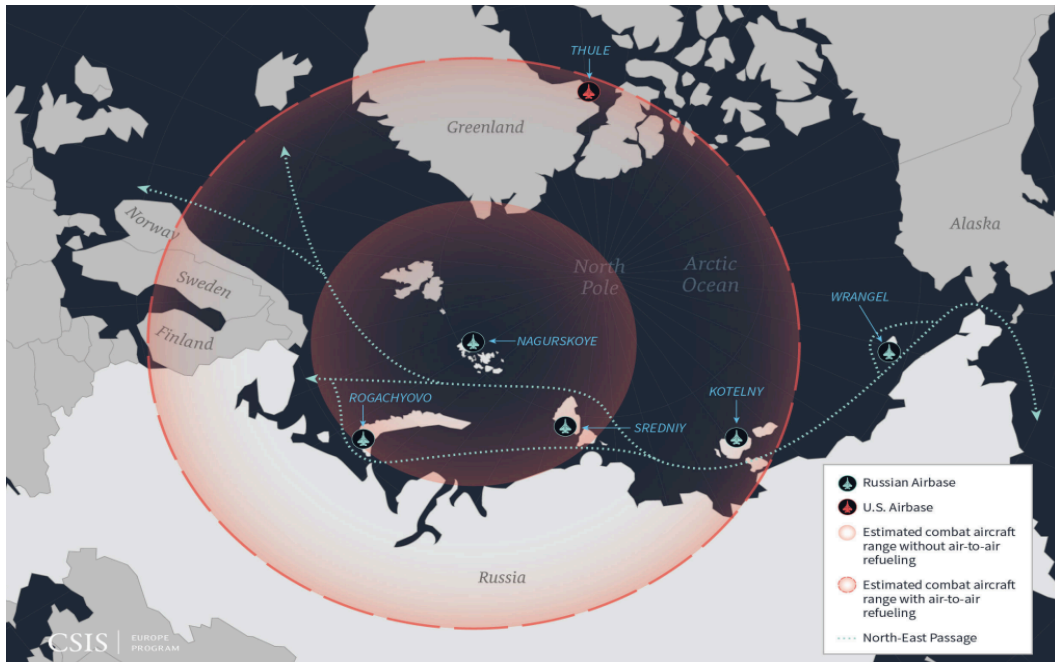 THULE
Greenland
Norway
Sweden
Finland
Alaska
North
Pole
Arctic
Ocean
WRANGEL
NAGURSKOYE
ROGACHYOVO
SREDNIY
KOTELNY
Russia
Russian Airbase
U.S. Airbase
Estimated combat aircraft
range without air-to-air
refueling
Estimated combat aircraft
range with air-to-air
refueling
North-East Passage
CSIS
EUROPE
PROGRAM